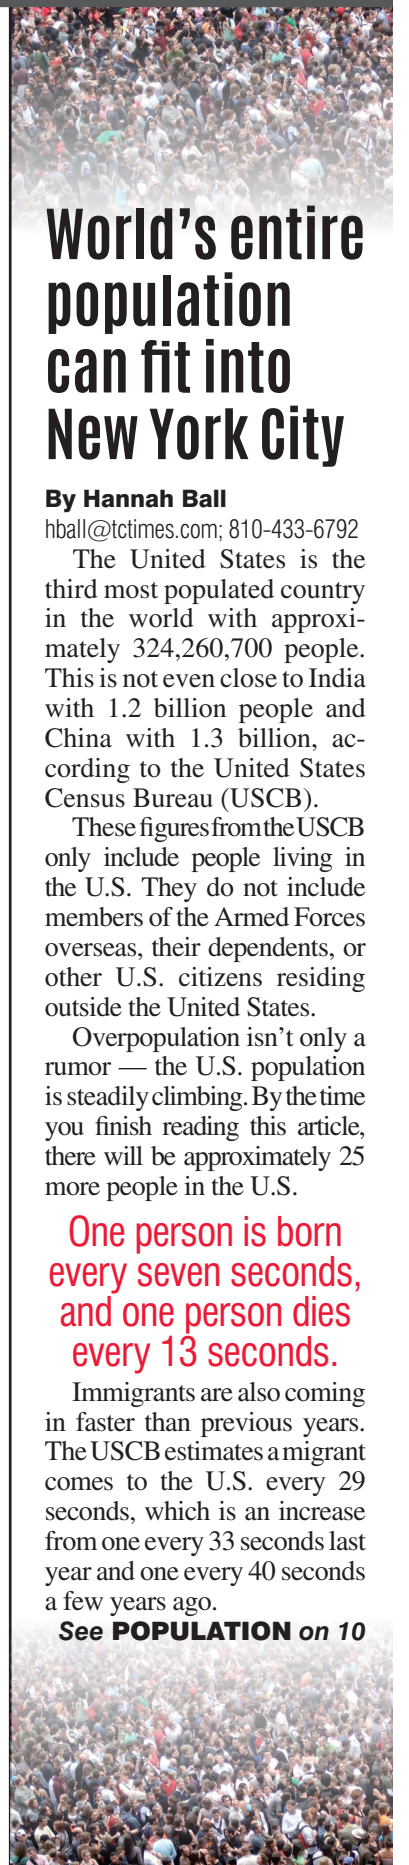 World's entire
population
can fit into
New York City
By Hannah Ball
hball@tctimes.com; 810-433-6792
The United States is the
third most populated country
in the world with approxi-
mately 324,260,700 people.
This is not even close to India
with 1.2 billion people and
China with 1.3 billion, ac-
cording to the United States
Census Bureau (USCB).
These figures from the USCB
only include people living in
the U.S. They do not include
members of the Armed Forces
overseas, their dependents, or
other U.S. citizens residing
outside the United States.
Overpopulation isn't only a
rumor — the U.S. population
is steadily climbing. By the time
you finish reading this article,
there will be approximately 25
more people in the U.S.
One person is born
every seven seconds,
and one person dies
every 13 seconds.
Immigrants are also coming
in faster than previous years.
The USCB estimates a migrant
comes to the U.S. every 29
seconds, which is an increase
from one every 33 seconds last
year and one every 40 seconds
a few years ago.
See POPULATION on 10